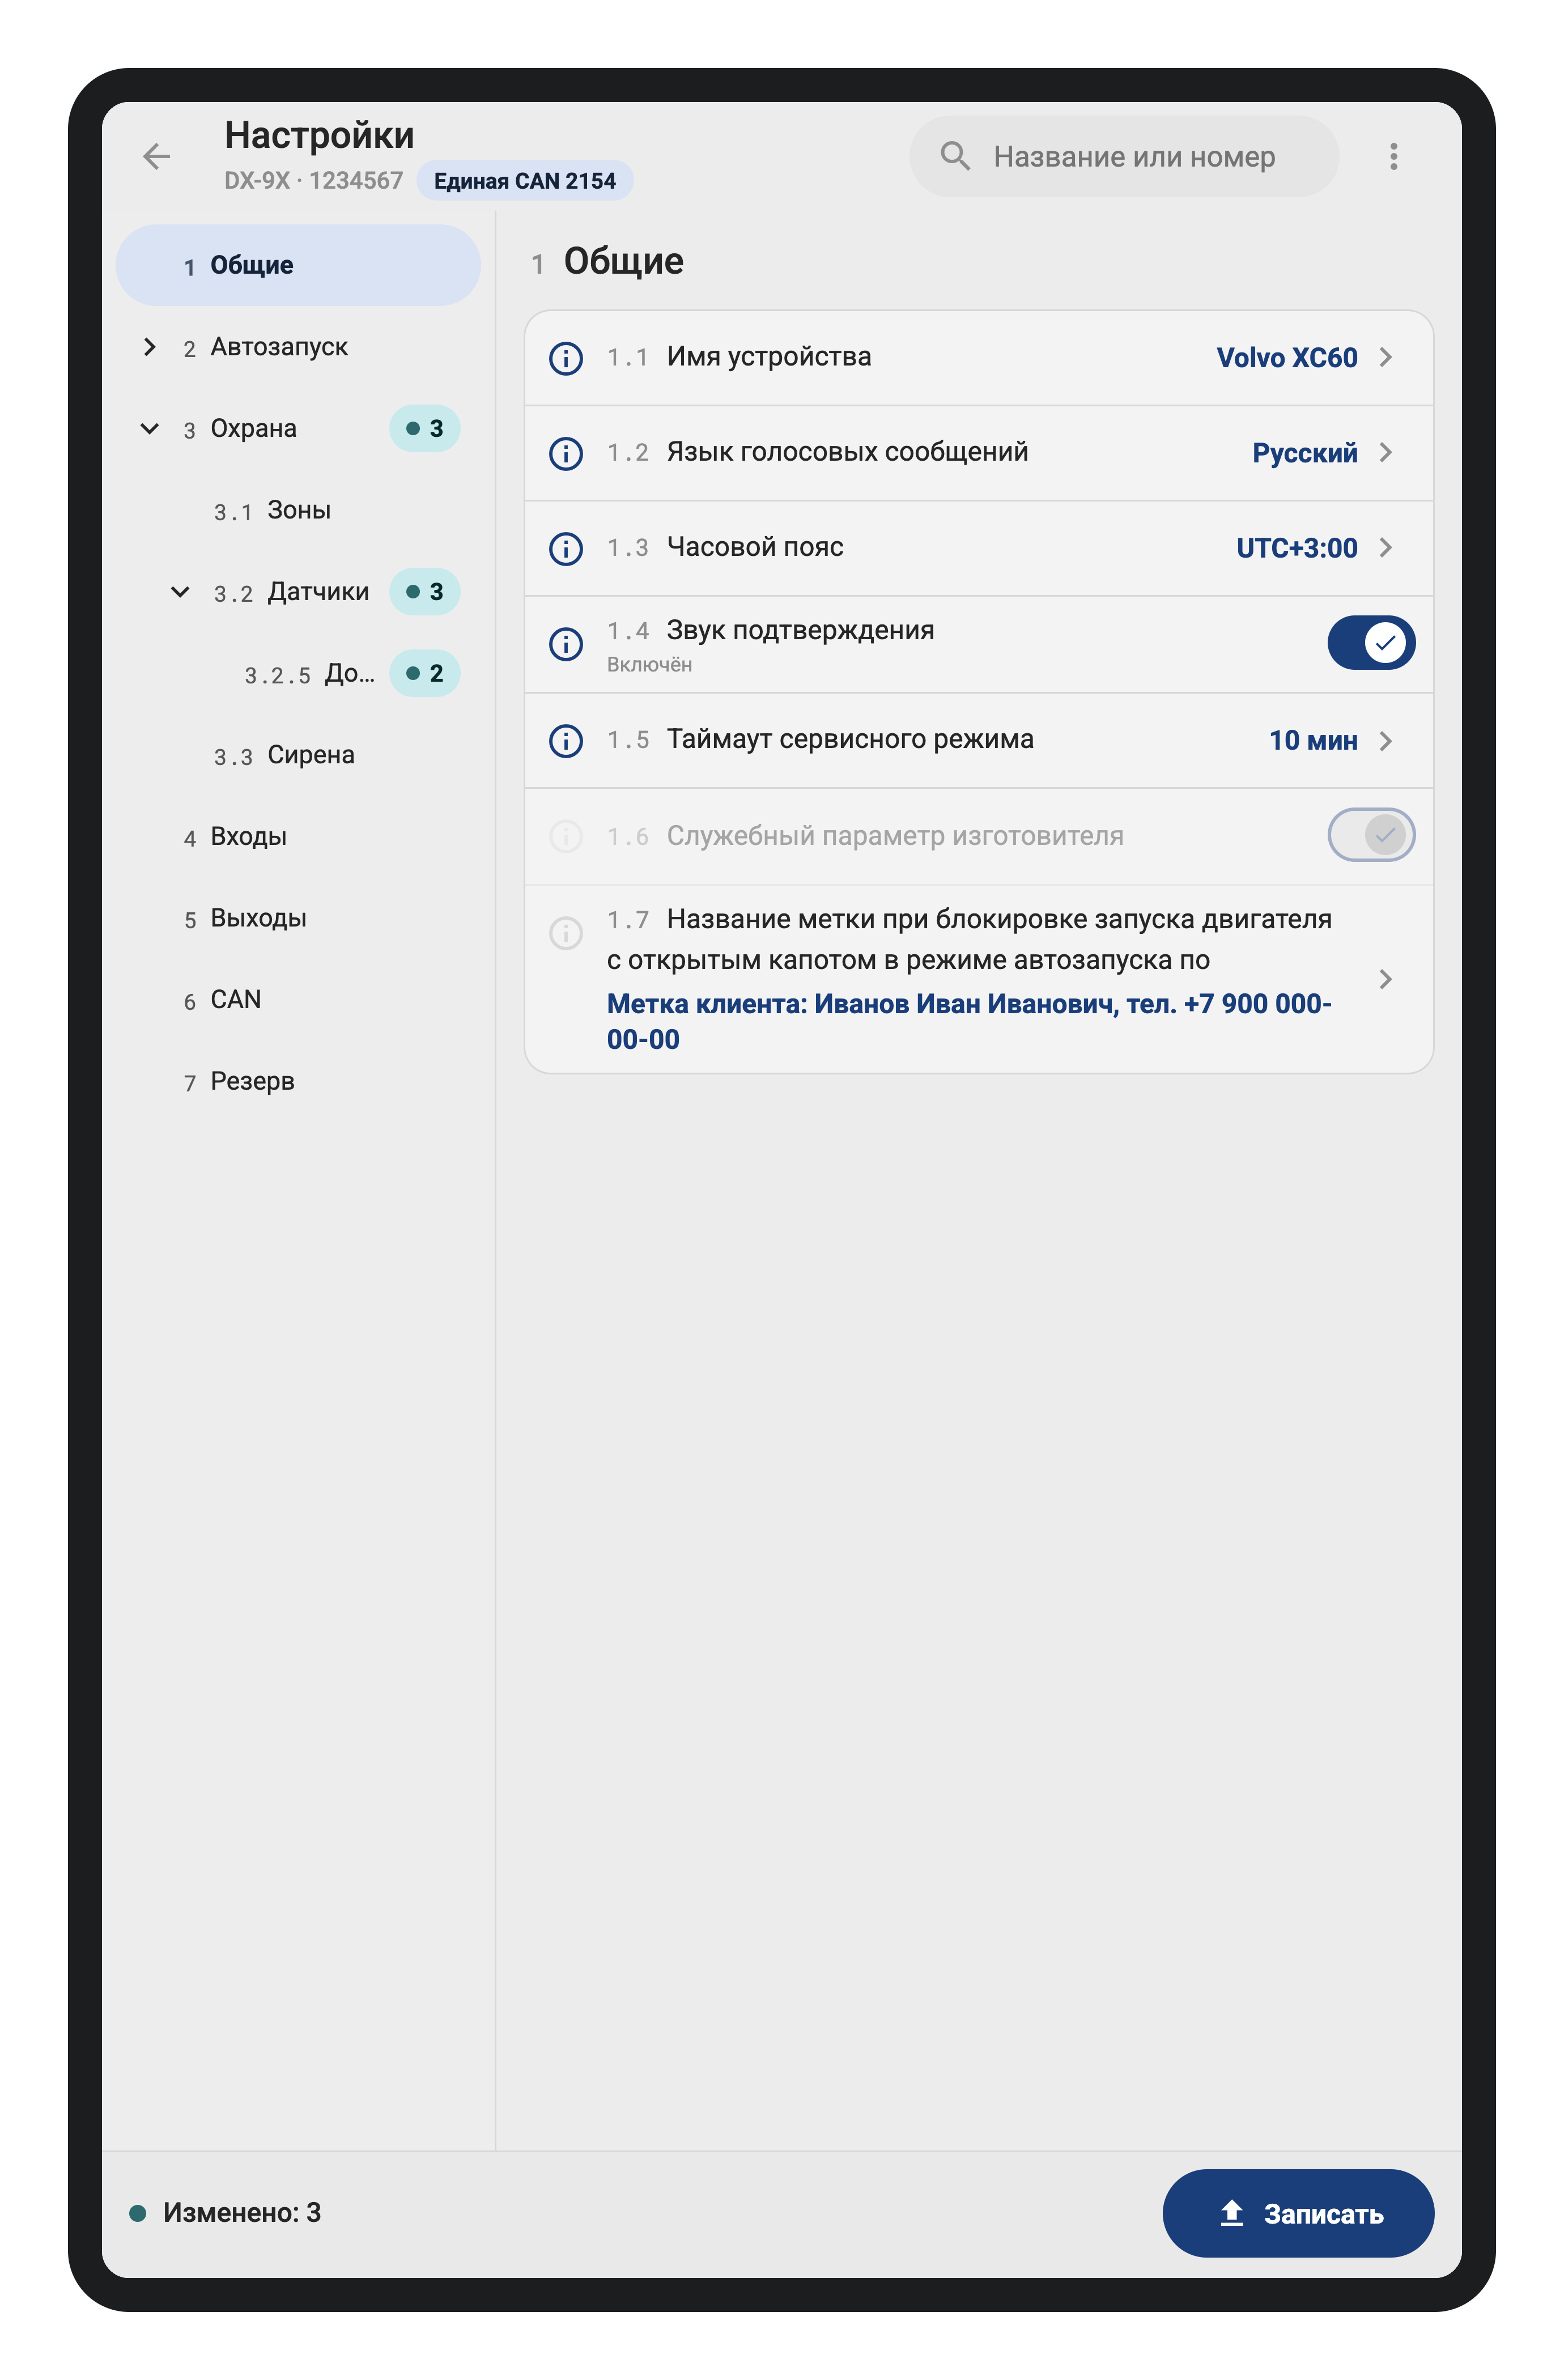 Настройки
DX-9X · 1234567 Единая CAN 2154
Название или номер
1 Общие
2 Автозапуск
3 Охрана 3
3.1 Зоны
3.2 Датчики 3
3.2.5 До... 2
3.3 Сирена
4 Входы
5 Выходы
6 CAN
7 Резерв
1 Общие
1.1 Имя устройства Volvo XC60
1.2 Язык голосовых сообщений Русский
1.3 Часовой пояс UTC+3:00
1.4 Звук подтверждения
Включён
1.5 Таймаут сервисного режима 10 мин
1.6 Служебный параметр изготовителя
1.7 Название метки при блокировке запуска двигателя
с открытым капотом в режиме автозапуска по
Метка клиента: Иванов Иван Иванович, тел. +7 900 000-
00-00
Изменено: 3
Записать